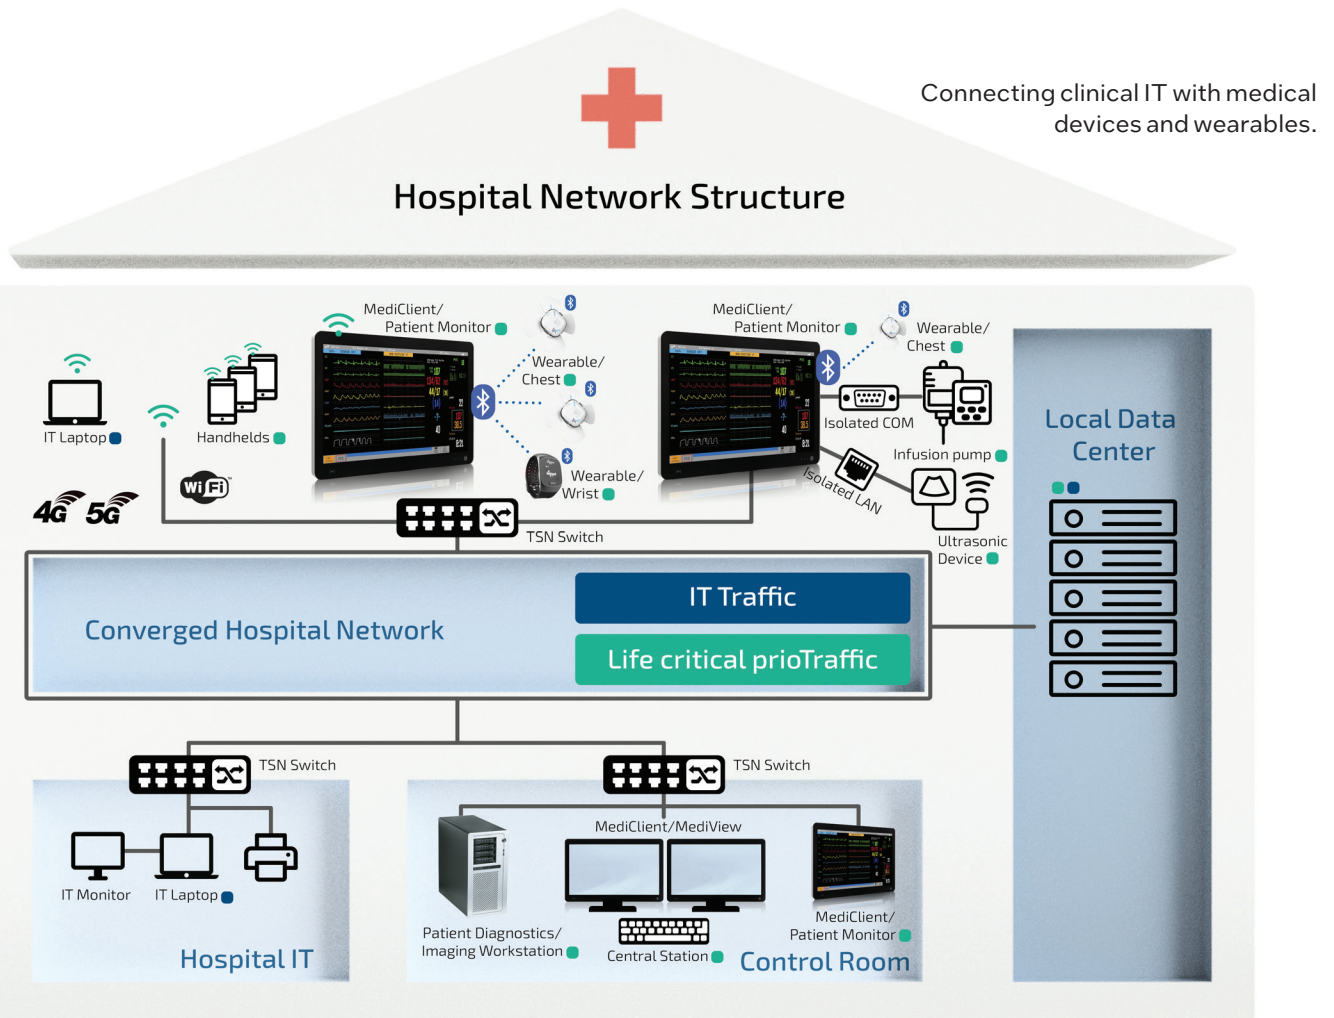 Connecting clinical IT with medical
devices and wearables.
Hospital Network Structure
MediClient/
Patient Monitor
Wearable/
Chest
Wearable/
Wrist
MediClient/
Patient Monitor
Wearable/
Chest
Isolated COM
Infusion pump
Isolated LAN
Ultrasonic
Device
IT Laptop
Handhelds
4G 5G
WiFi
TSN Switch
Local Data
Center
Converged Hospital Network
IT Traffic
Life critical prioTraffic
TSN Switch
TSN Switch
IT Monitor
IT Laptop
Hospital IT
MediClient/MediView
Patient Diagnostics/
Imaging Workstation
Central Station
MediClient/
Patient Monitor
Control Room